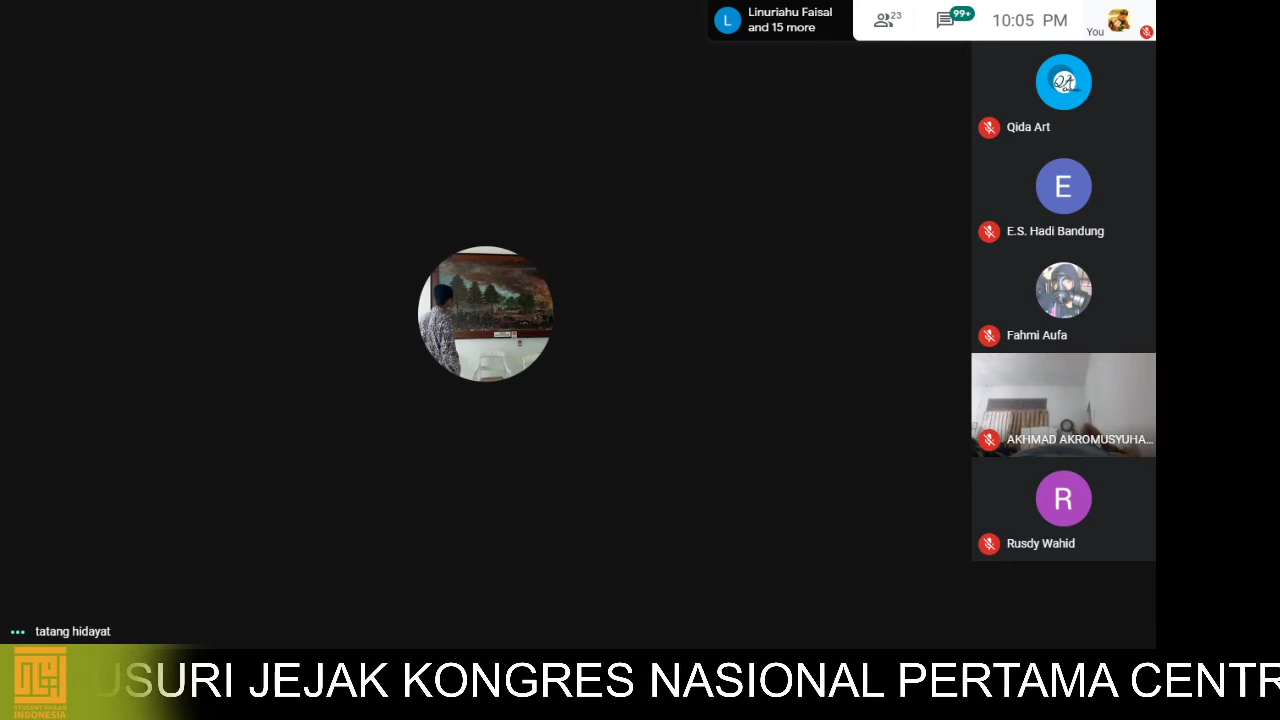 L
Linuriahu Faisal
and 15 more
23
99+
10:05 PM
You
Qida Art
E
E.S. Hadi Bandung
Fahmi Aufa
AKHMAD AKROMUSYUHA...
R
Rusdy Wahid
tatang hidayat
USURI JEJAK KONGRES NASIONAL PERTAMA CENTR
INDONESIA